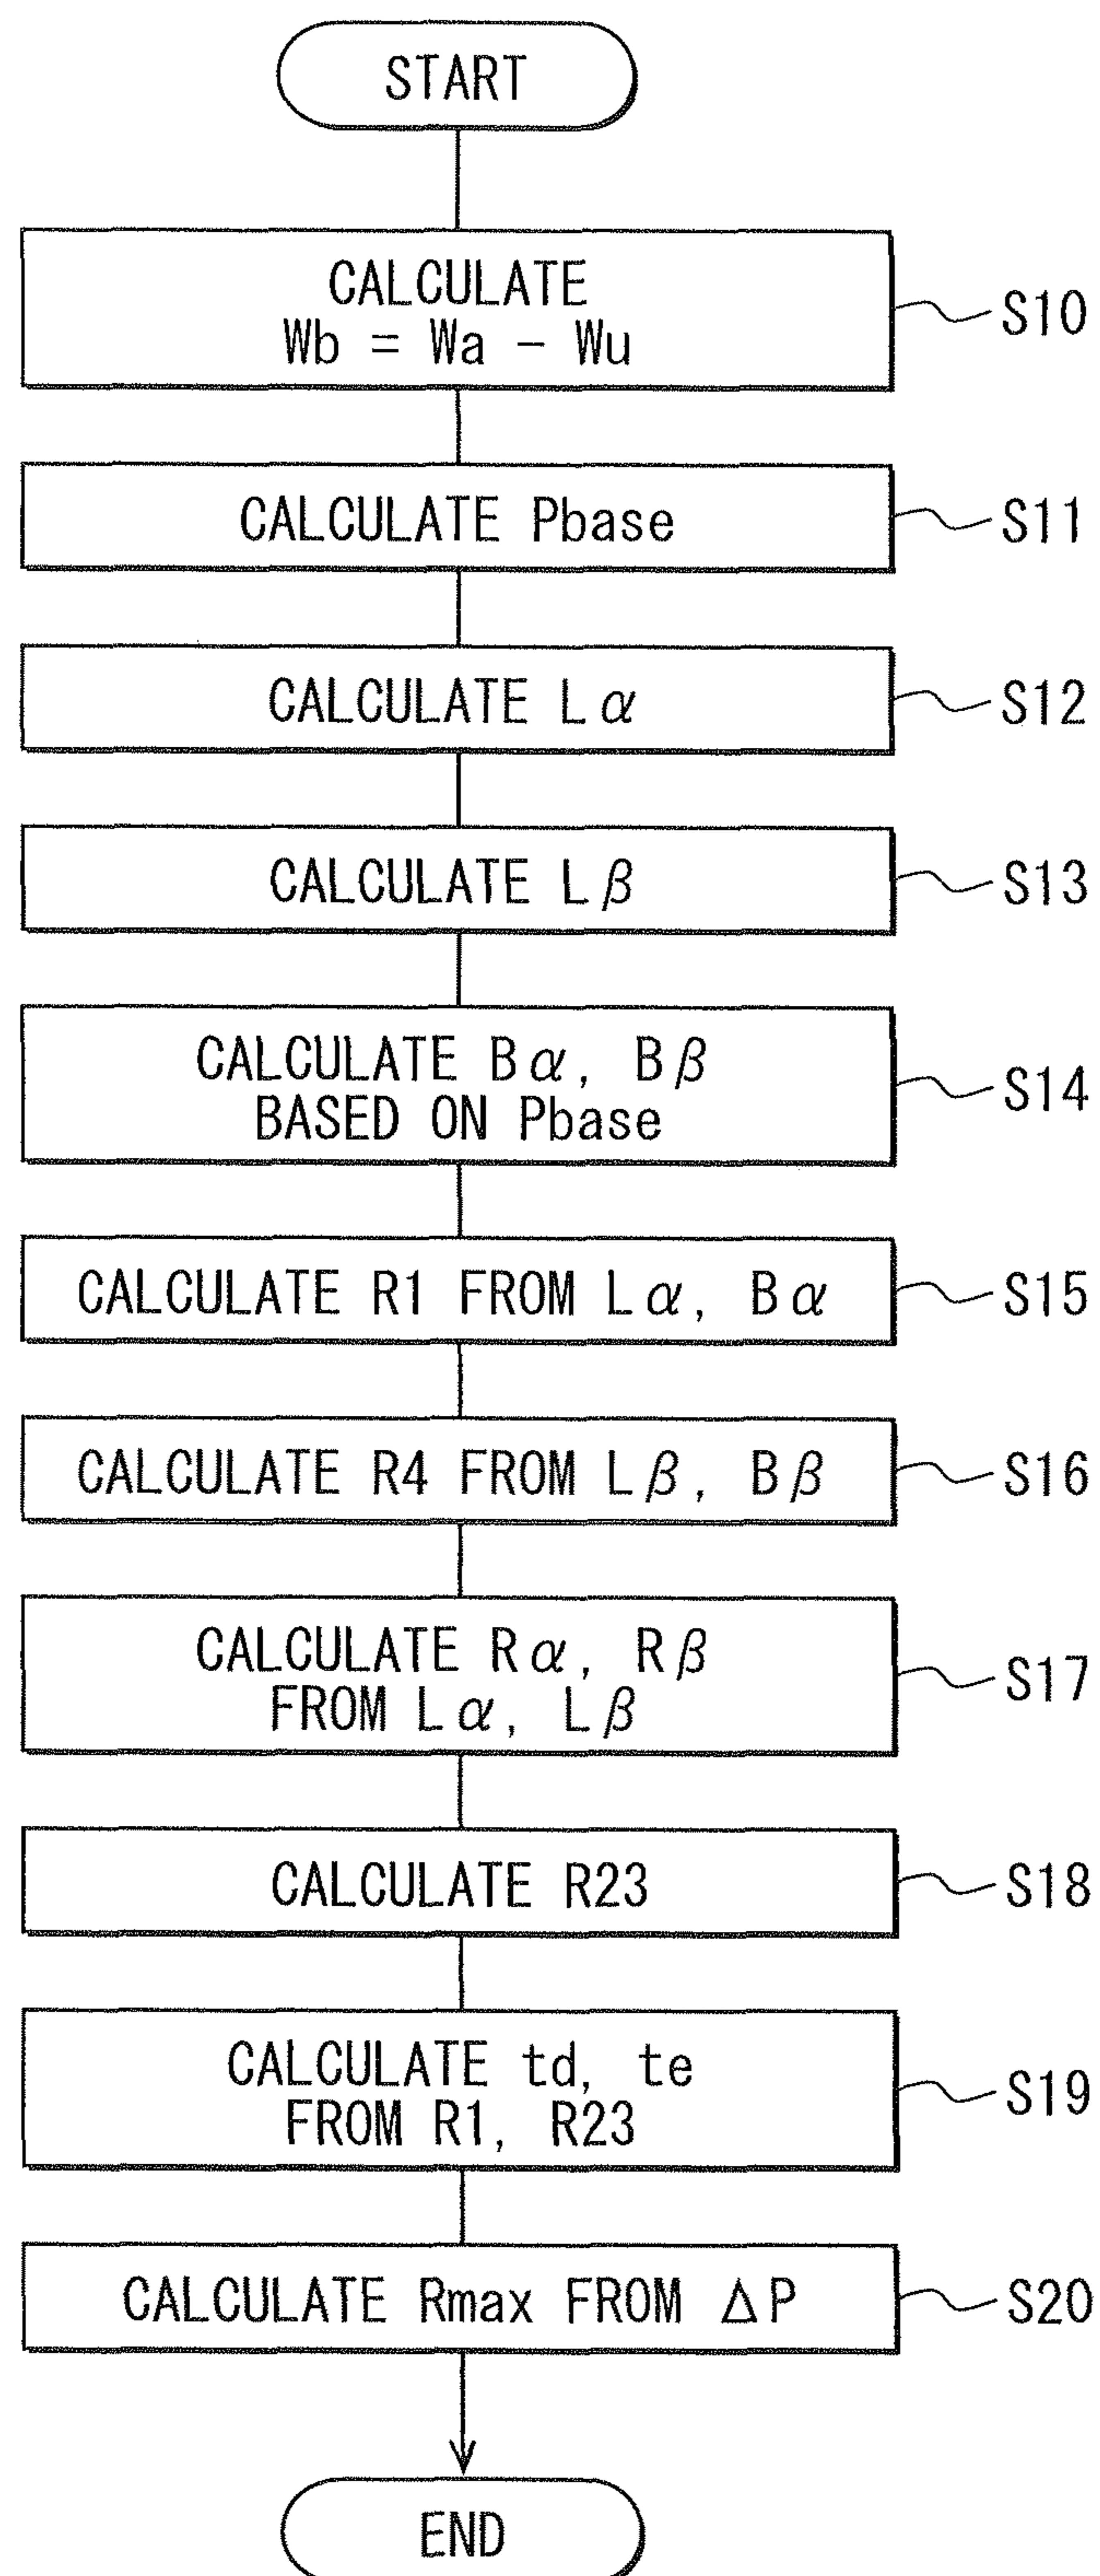 START
CALCULATE
Wb = Wa - Wu
S10
CALCULATE Pbase
S11
CALCULATE Lα
S12
CALCULATE Lβ
S13
CALCULATE Bα, Bβ
BASED ON Pbase
S14
CALCULATE R1 FROM Lα, Bα
S15
CALCULATE R4 FROM Lβ, Bβ
S16
CALCULATE Rα, Rβ
FROM Lα, Lβ
S17
CALCULATE R23
S18
CALCULATE td, te
FROM R1, R23
S19
CALCULATE Rmax FROM ΔP
S20
END